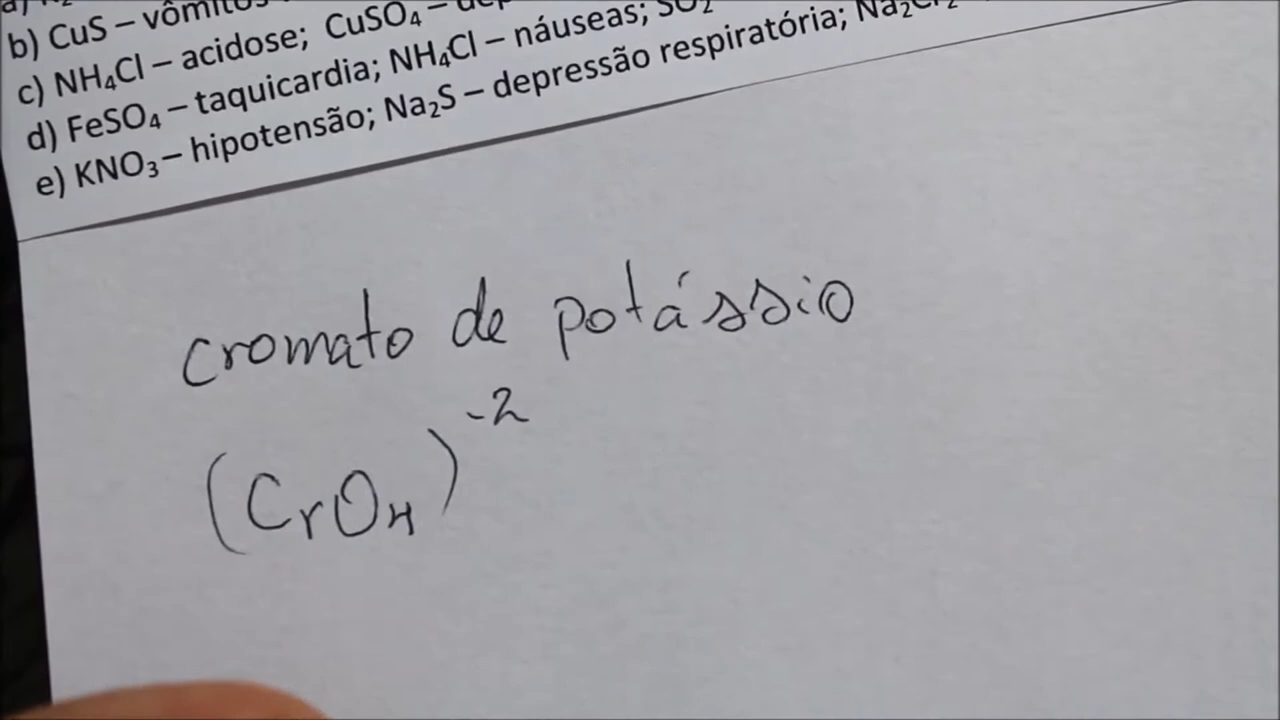 b) CuS – vômitos
c) NH₄Cl – acidose; CuSO₄ –
d) FeSO₄ – taquicardia; NH₄Cl – náuseas; SO₂
e) KNO₃ – hipotensão; Na₂S – depressão respiratória;
cromato de potássio
(CrO₄)⁻²